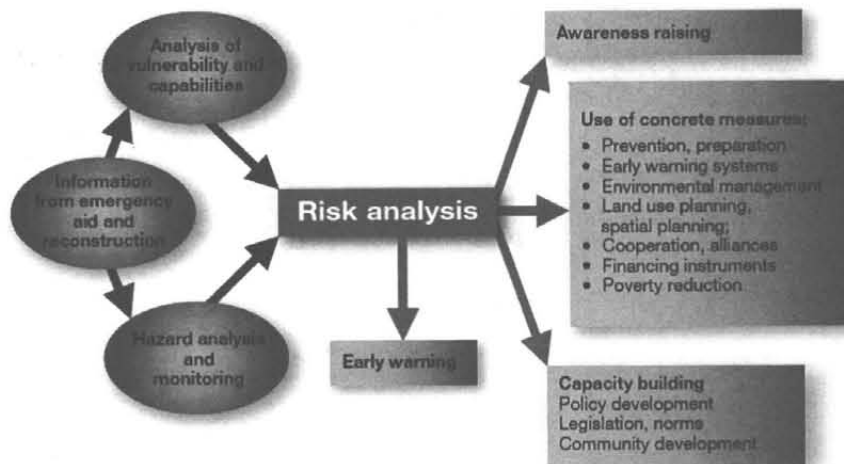 Analysis of
vulnerability and
capabilities
Information
from emergency
aid and
reconstruction
Hazard analysis
and
monitoring
Risk analysis
Early warning
Awareness raising
Use of concrete measures:
• Prevention, preparation
• Early warning systems
• Environmental management
• Land use planning,
spatial planning;
• Cooperation, alliances
• Financing instruments
• Poverty reduction
Capacity building
Policy development
Legislation, norms
Community development